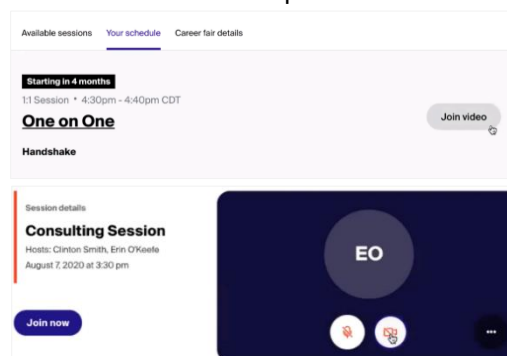 Available sessions Your schedule Career fair details
Starting in 4 months
1:1 Session • 4:30pm - 4:40pm CDT
One on One
Join video
Handshake
Session details
Consulting Session
Hosts: Clinton Smith, Erin O'Keefe
August 7, 2020 at 3:30 pm
EO
Join now